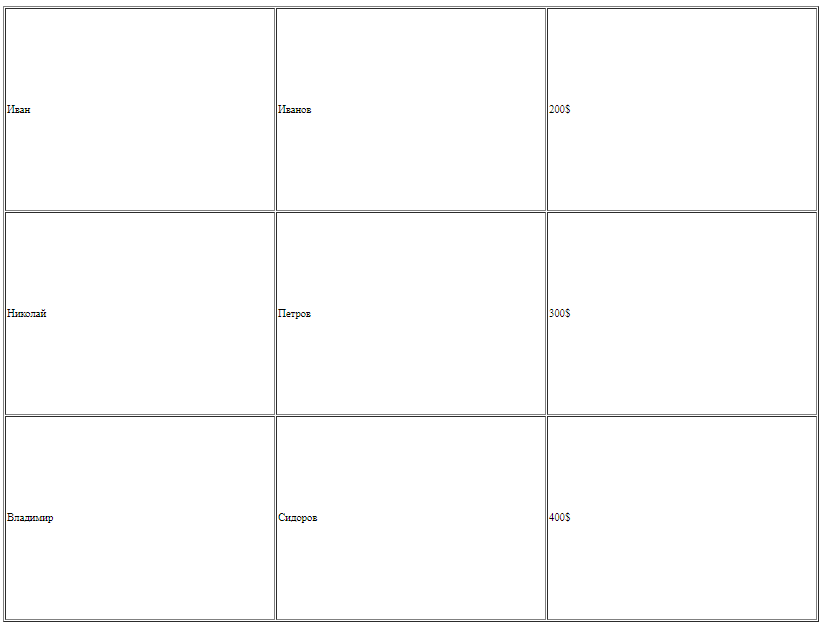 Иван Иванов 200$
Николай Петров 300$
Владимир Сидоров 400$